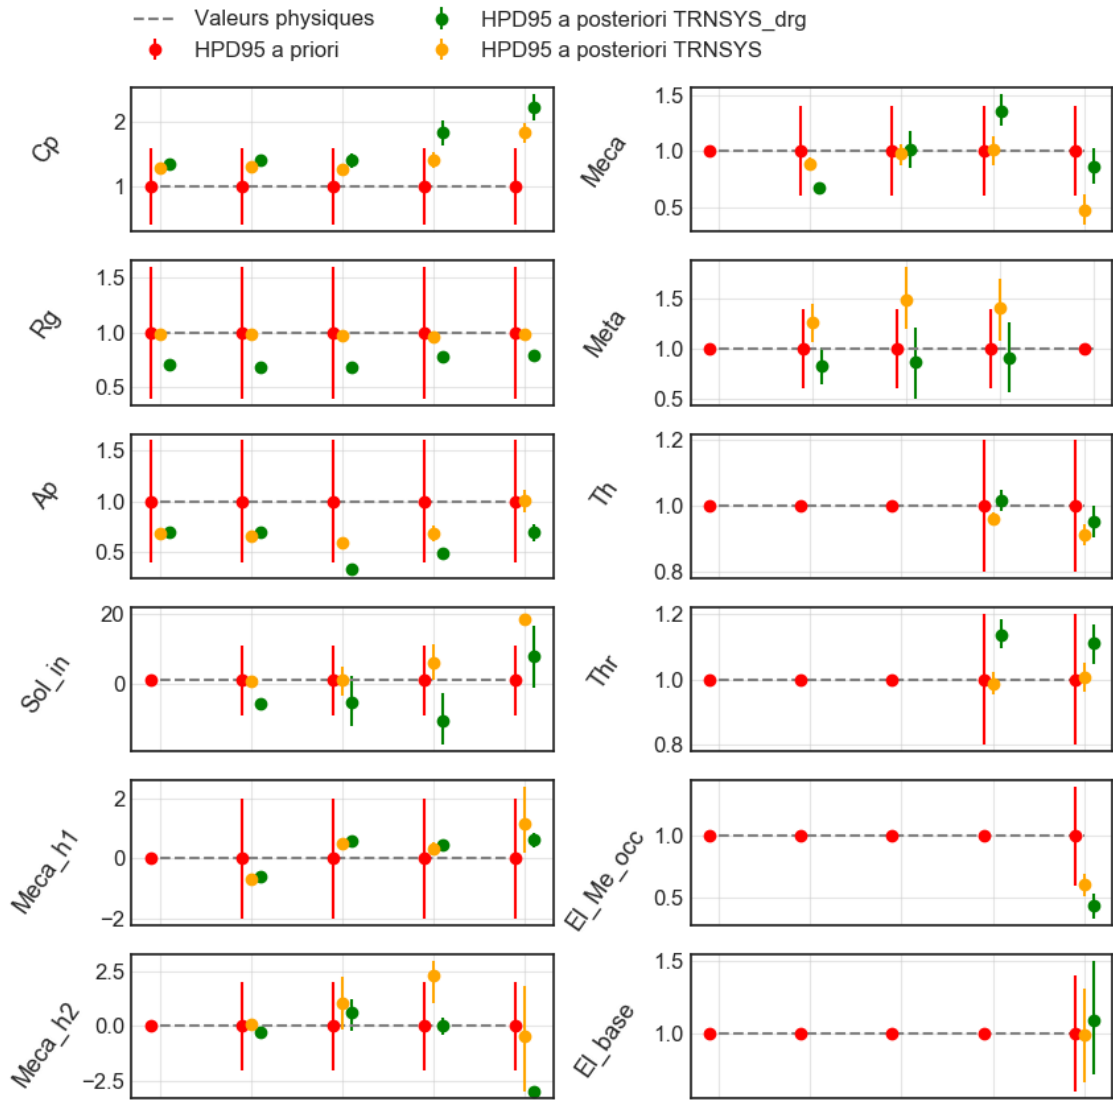 Valeurs physiques
HPD95 a priori
HPD95 a posteriori TRNSYS_drg
HPD95 a posteriori TRNSYS
Cp
2
1
Meca
1.5
1.0
0.5
Rg
1.5
1.0
0.5
Meta
1.5
1.0
0.5
Ap
1.5
1.0
0.5
Th
1.2
1.0
0.8
Sol_in
20
0
Thr
1.2
1.0
0.8
Meca_h1
2
0
−2
El_Me_occ
1.0
0.5
Meca_h2
2.5
0.0
−2.5
El_base
1.5
1.0